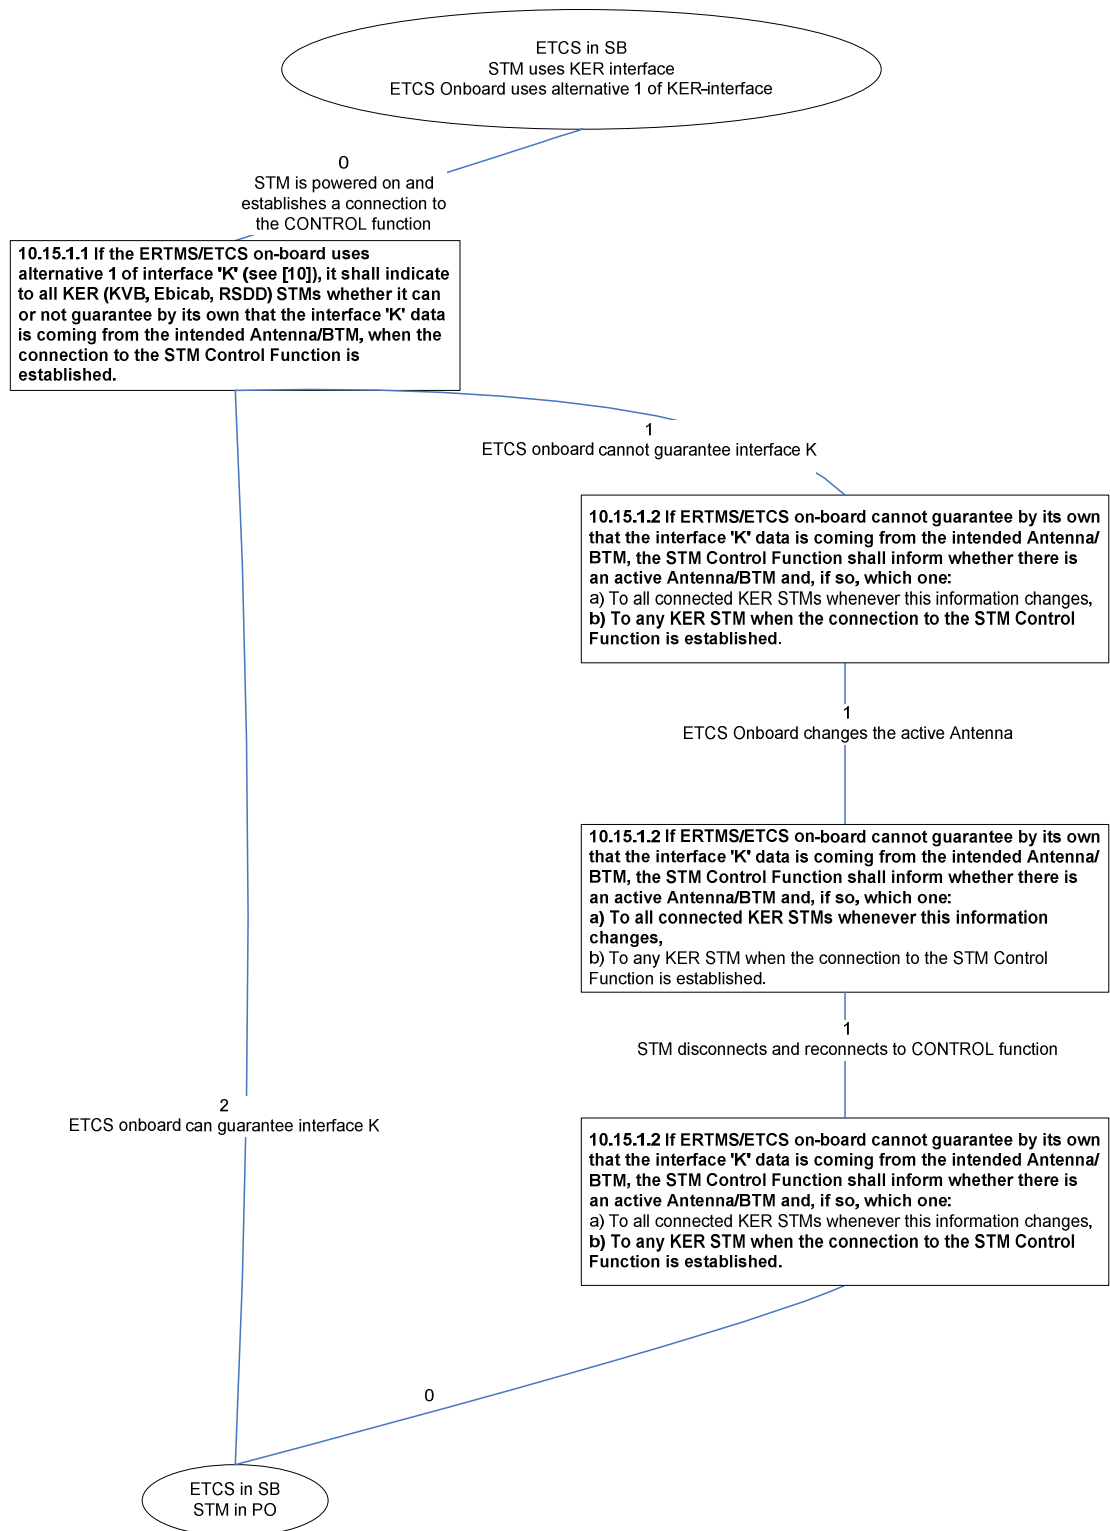 ETCS in SB
STM uses KER interface
ETCS Onboard uses alternative 1 of KER-interface
0
STM is powered on and
establishes a connection to
the CONTROL function
10.15.1.1 If the ERTMS/ETCS on-board uses
alternative 1 of interface 'K' (see [10]), it shall indicate
to all KER (KVB, Ebicab, RSDD) STMs whether it can
or not guarantee by its own that the interface 'K' data
is coming from the intended Antenna/BTM, when the
connection to the STM Control Function is
established.
1
ETCS onboard cannot guarantee interface K
10.15.1.2 If ERTMS/ETCS on-board cannot guarantee by its own
that the interface 'K' data is coming from the intended Antenna/
BTM, the STM Control Function shall inform whether there is
an active Antenna/BTM and, if so, which one:
a) To all connected KER STMs whenever this information changes,
b) To any KER STM when the connection to the STM Control
Function is established.
1
ETCS Onboard changes the active Antenna
10.15.1.2 If ERTMS/ETCS on-board cannot guarantee by its own
that the interface 'K' data is coming from the intended Antenna/
BTM, the STM Control Function shall inform whether there is
an active Antenna/BTM and, if so, which one:
a) To all connected KER STMs whenever this information
changes,
b) To any KER STM when the connection to the STM Control
Function is established.
1
STM disconnects and reconnects to CONTROL function
2
ETCS onboard can guarantee interface K
10.15.1.2 If ERTMS/ETCS on-board cannot guarantee by its own
that the interface 'K' data is coming from the intended Antenna/
BTM, the STM Control Function shall inform whether there is
an active Antenna/BTM and, if so, which one:
a) To all connected KER STMs whenever this information changes,
b) To any KER STM when the connection to the STM Control
Function is established.
0
ETCS in SB
STM in PO